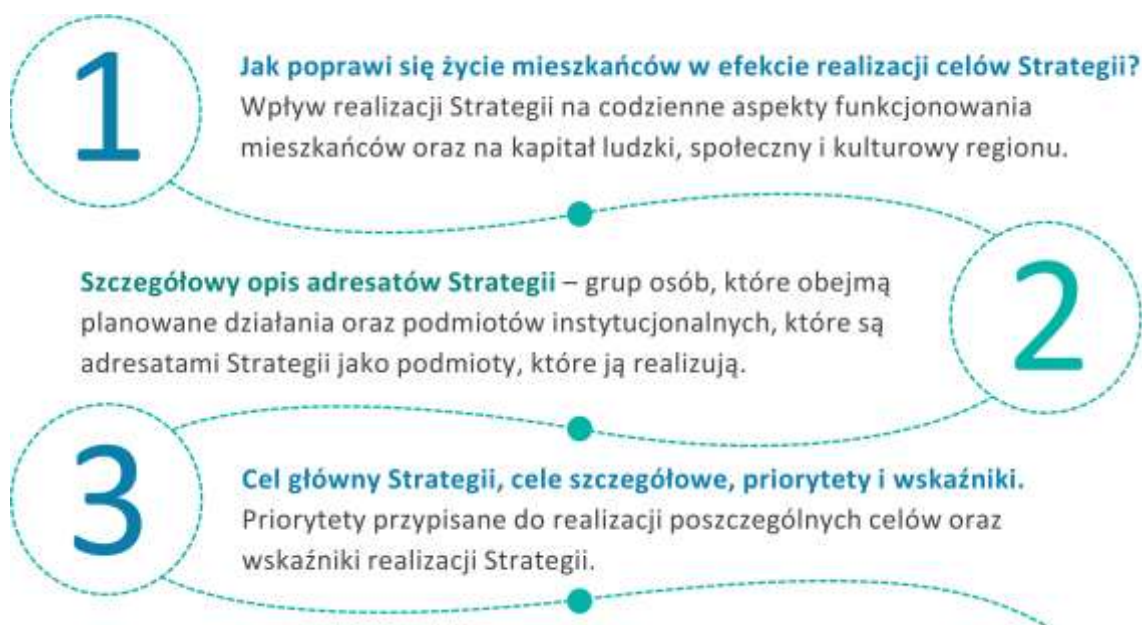 1
Jak poprawi się życie mieszkańców w efekcie realizacji celów Strategii?
Wpływ realizacji Strategii na codzienne aspekty funkcjonowania
mieszkańców oraz na kapitał ludzki, społeczny i kulturowy regionu.
Szczegółowy opis adresatów Strategii – grup osób, które obejmą
planowane działania oraz podmiotów instytucjonalnych, które są
adresatami Strategii jako podmioty, które ją realizują.
2
3
Cel główny Strategii, cele szczegółowe, priorytety i wskaźniki.
Priorytety przypisane do realizacji poszczególnych celów oraz
wskaźniki realizacji Strategii.